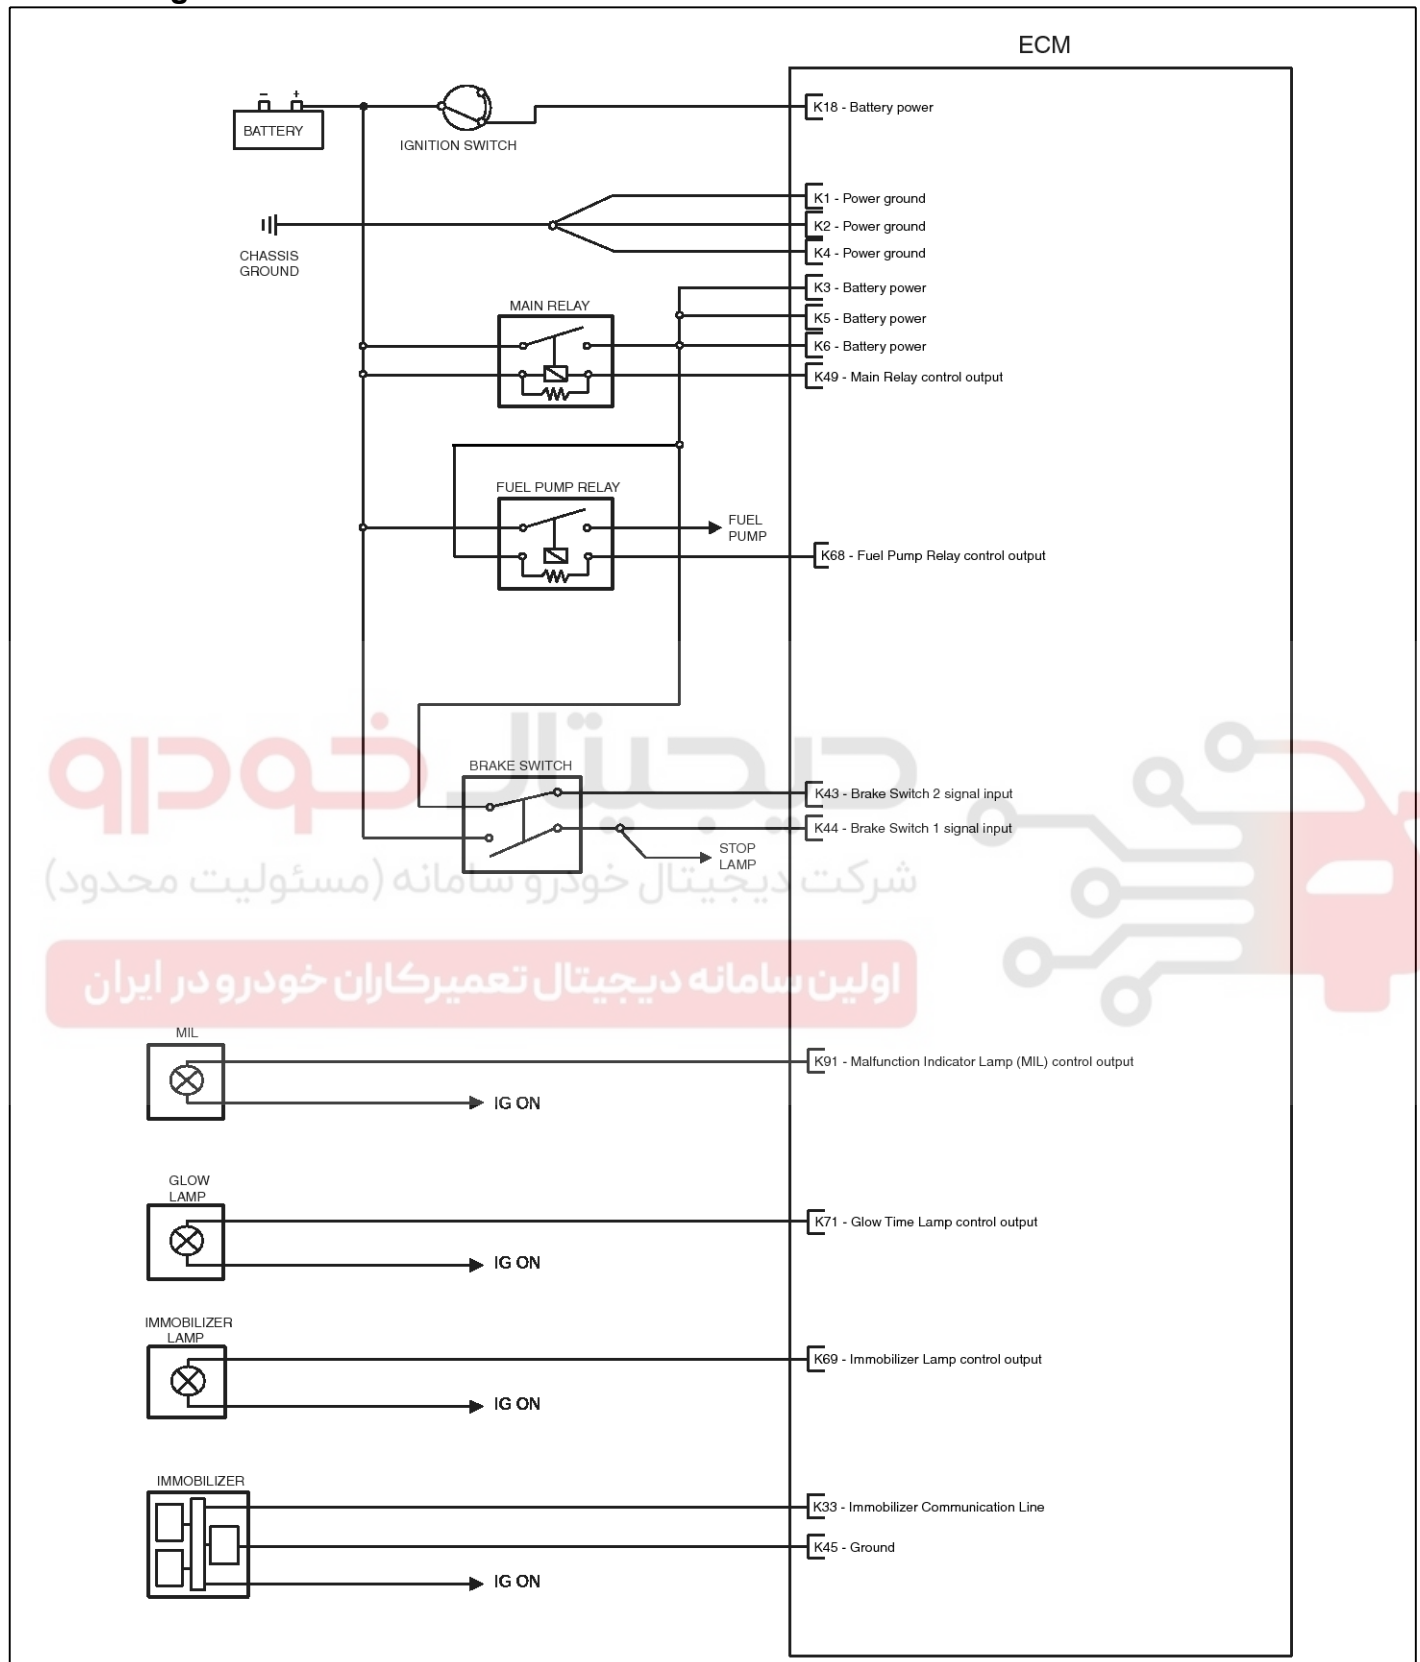 ECM
− +
BATTERY
IGNITION SWITCH
K18 - Battery power
K1 - Power ground
K2 - Power ground
K4 - Power ground
CHASSIS
GROUND
K3 - Battery power
MAIN RELAY
K5 - Battery power
K6 - Battery power
K49 - Main Relay control output
FUEL PUMP RELAY
FUEL
PUMP
K68 - Fuel Pump Relay control output
دیجیتال خودرو
BRAKE SWITCH
K43 - Brake Switch 2 signal input
K44 - Brake Switch 1 signal input
STOP
LAMP
شرکت دیجیتال خودرو سامانه (مسئولیت محدود)
اولین سامانه دیجیتال تعمیرکاران خودرو در ایران
MIL
K91 - Malfunction Indicator Lamp (MIL) control output
IG ON
GLOW
LAMP
K71 - Glow Time Lamp control output
IG ON
IMMOBILIZER
LAMP
K69 - Immobilizer Lamp control output
IG ON
IMMOBILIZER
K33 - Immobilizer Communication Line
K45 - Ground
IG ON